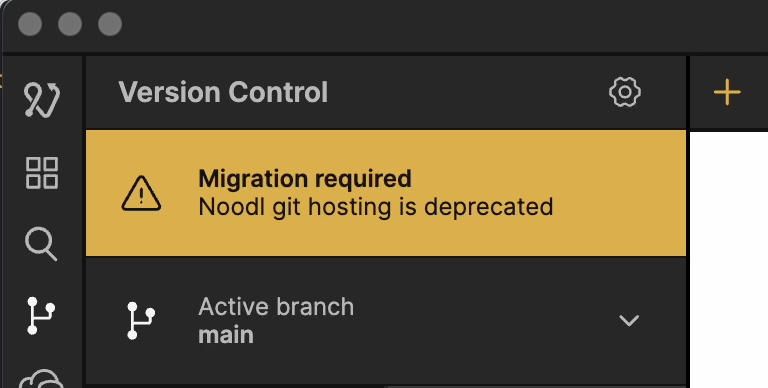 Version Control
Migration required
Noodl git hosting is deprecated
Active branch
main